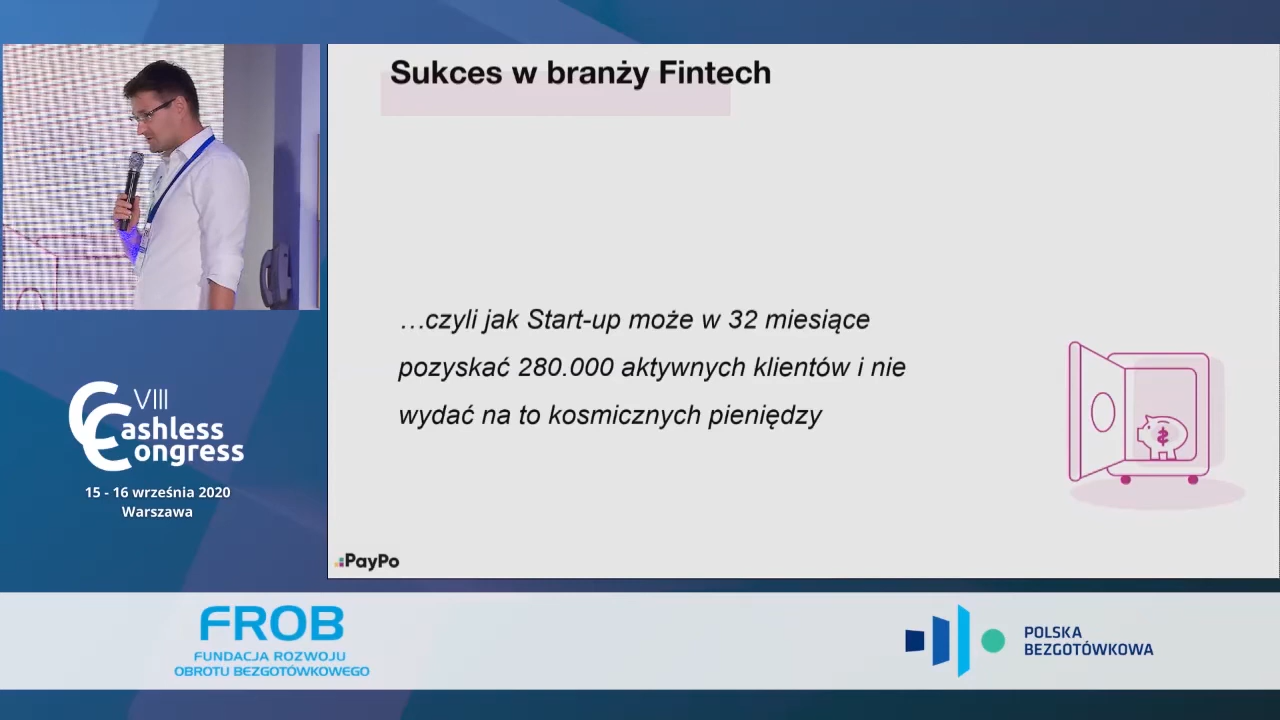 Sukces w branży Fintech
…czyli jak Start-up może w 32 miesiące
pozyskać 280.000 aktywnych klientów i nie
wydać na to kosmicznych pieniędzy
PayPo
VIII
Cashless
Congress
15 - 16 września 2020
Warszawa
FROB
FUNDACJA ROZWOJU
OBROTU BEZGOTÓWKOWEGO
POLSKA
BEZGOTÓWKOWA